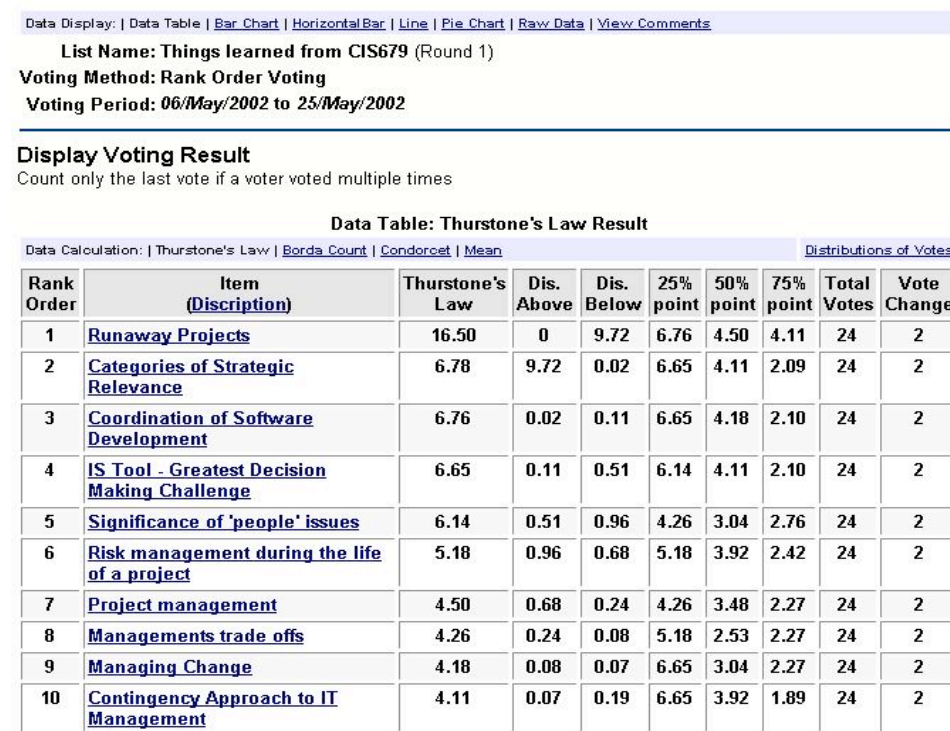 Data Display: | Data Table | Bar Chart | Horizontal Bar | Line | Pie Chart | Raw Data | View Comments
List Name: Things learned from CIS679 (Round 1)
Voting Method: Rank Order Voting
Voting Period: 06/May/2002 to 25/May/2002
Display Voting Result
Count only the last vote if a voter voted multiple times
Data Table: Thurstone's Law Result
Data Calculation: | Thurstone's Law | Borda Count | Condorcet | Mean Distributions of Votes
Rank Item Thurstone's Dis. Dis. 25% 50% 75% Total Vote
Order (Discription) Law Above Below point point point Votes Change
1 Runaway Projects 16.50 0 9.72 6.76 4.50 4.11 24 2
2 Categories of Strategic 6.78 9.72 0.02 6.65 4.11 2.09 24 2
Relevance
3 Coordination of Software 6.76 0.02 0.11 6.65 4.18 2.10 24 2
Development
4 IS Tool - Greatest Decision 6.65 0.11 0.51 6.14 4.11 2.10 24 2
Making Challenge
5 Significance of 'people' issues 6.14 0.51 0.96 4.26 3.04 2.76 24 2
6 Risk management during the life 5.18 0.96 0.68 5.18 3.92 2.42 24 2
of a project
7 Project management 4.50 0.68 0.24 4.26 3.48 2.27 24 2
8 Managements trade offs 4.26 0.24 0.08 5.18 2.53 2.27 24 2
9 Managing Change 4.18 0.08 0.07 6.65 3.04 2.27 24 2
10 Contingency Approach to IT 4.11 0.07 0.19 6.65 3.92 1.89 24 2
Management